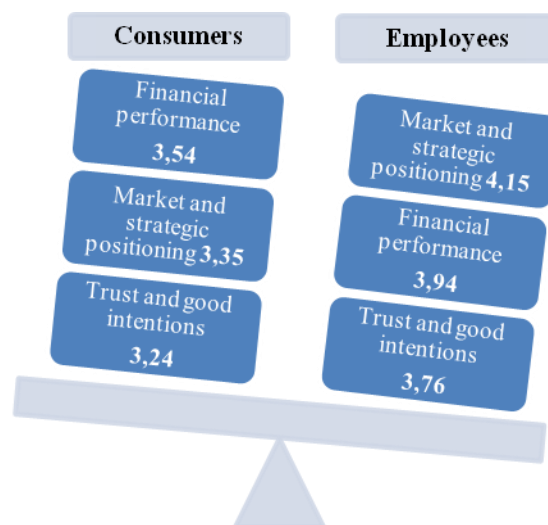 Consumers
Financial
performance
3,54
Market and
strategic
positioning 3,35
Trust and good
intentions
3,24
Employees
Market and
strategic
positioning 4,15
Financial
performance
3,94
Trust and good
intentions
3,76